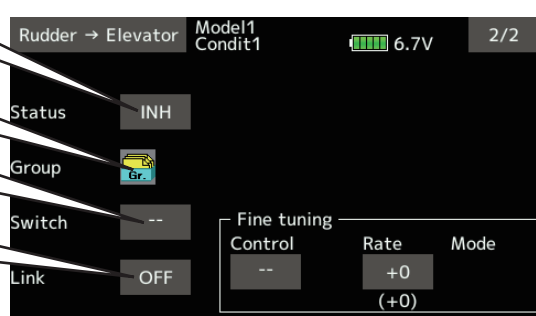 Rudder → Elevator Model1 Condit1 6.7V 2/2
Status INH
Group Gr.
Switch --
Link OFF
Fine tuning
Control Rate Mode
-- +0
(+0)